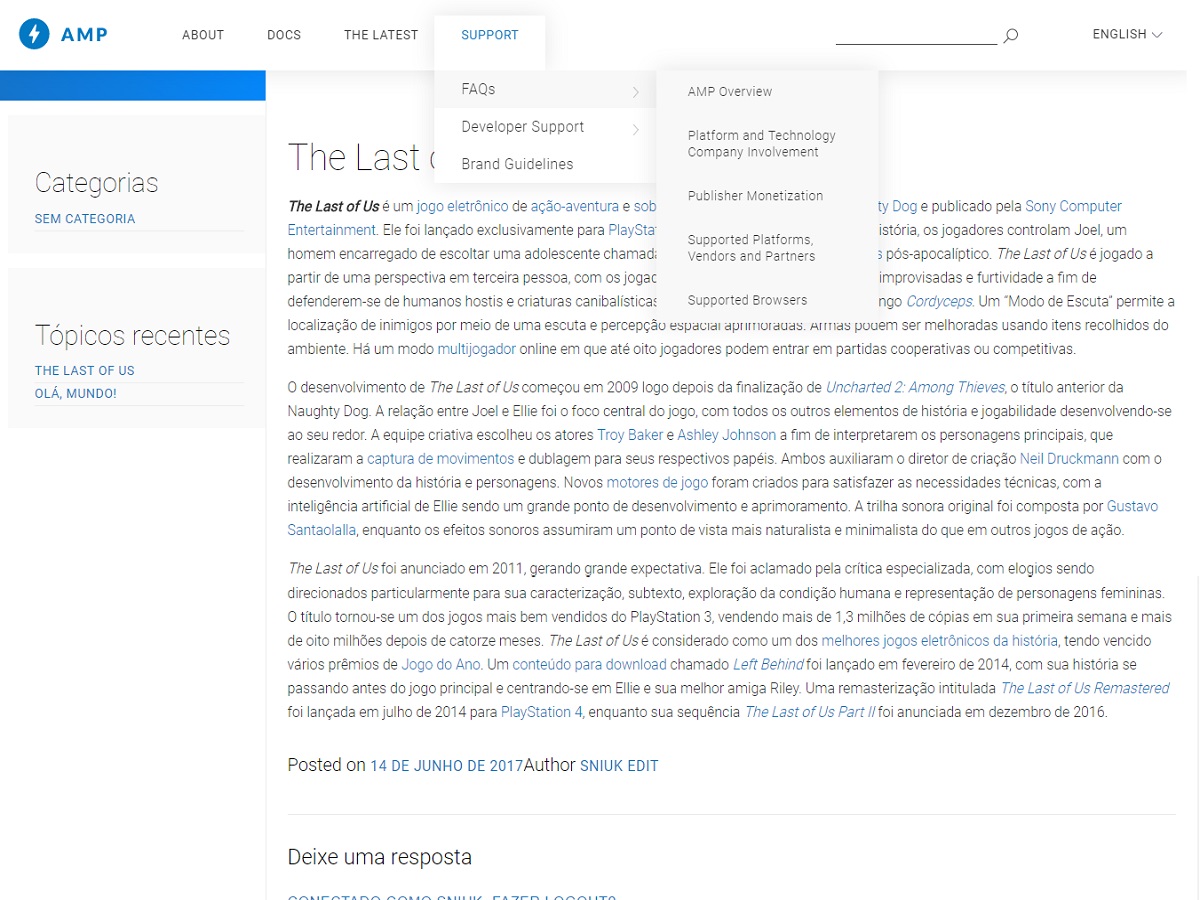 AMP
ABOUT DOCS THE LATEST SUPPORT ENGLISH
FAQs
Developer Support
Brand Guidelines
AMP Overview
Platform and Technology
Company Involvement
Publisher Monetization
Supported Platforms,
Vendors and Partners
Supported Browsers
Categorias
SEM CATEGORIA
Tópicos recentes
THE LAST OF US
OLÁ, MUNDO!
The Last
The Last of Us é um jogo eletrônico de ação-aventura e Dog e publicado pela Sony Computer
Entertainment. Ele foi lançado exclusivamente para os jogadores controlam Joel, um
homem encarregado de escoltar uma adolescente pós-apocalíptico. The Last of Us é jogado a
partir de uma perspectiva em terceira pessoa, com os improvisadas e furtividade a fim de
defenderem-se de humanos hostis e criaturas canibalísticas Cordyceps. Um “Modo de Escuta” permite a
localização de inimigos por meio de uma escuta e percepção espacial aprimoradas. Armas podem ser melhoradas usando itens recolhidos do
ambiente. Há um modo multijogador online em que até oito jogadores podem entrar em partidas cooperativas ou competitivas.
O desenvolvimento de The Last of Us começou em 2009 logo depois da finalização de Uncharted 2: Among Thieves, o título anterior da
Naughty Dog. A relação entre Joel e Ellie foi o foco central do jogo, com todos os outros elementos de história e jogabilidade desenvolvendo-se
ao seu redor. A equipe criativa escolheu os atores Troy Baker e Ashley Johnson a fim de interpretarem os personagens principais, que
realizaram a captura de movimentos e dublagem para seus respectivos papéis. Ambos auxiliaram o diretor de criação Neil Druckmann com o
desenvolvimento da história e personagens. Novos motores de jogo foram criados para satisfazer as necessidades técnicas, com a
inteligência artificial de Ellie sendo um grande ponto de desenvolvimento e aprimoramento. A trilha sonora original foi composta por Gustavo
Santaolalla, enquanto os efeitos sonoros assumiram um ponto de vista mais naturalista e minimalista do que em outros jogos de ação.
The Last of Us foi anunciado em 2011, gerando grande expectativa. Ele foi aclamado pela crítica especializada, com elogios sendo
direcionados particularmente para sua caracterização, subtexto, exploração da condição humana e representação de personagens femininas.
O título tornou-se um dos jogos mais bem vendidos do PlayStation 3, vendendo mais de 1,3 milhões de cópias em sua primeira semana e mais
de oito milhões depois de catorze meses. The Last of Us é considerado como um dos melhores jogos eletrônicos da história, tendo vencido
vários prêmios de Jogo do Ano. Um conteúdo para download chamado Left Behind foi lançado em fevereiro de 2014, com sua história se
passando antes do jogo principal e centrando-se em Ellie e sua melhor amiga Riley. Uma remasterização intitulada The Last of Us Remastered
foi lançada em julho de 2014 para PlayStation 4, enquanto sua sequência The Last of Us Part II foi anunciada em dezembro de 2016.
Posted on 14 DE JUNHO DE 2017Author SNIUK EDIT
Deixe uma resposta
CONECTADO COMO SNIUK. FAZER LOGOUT?